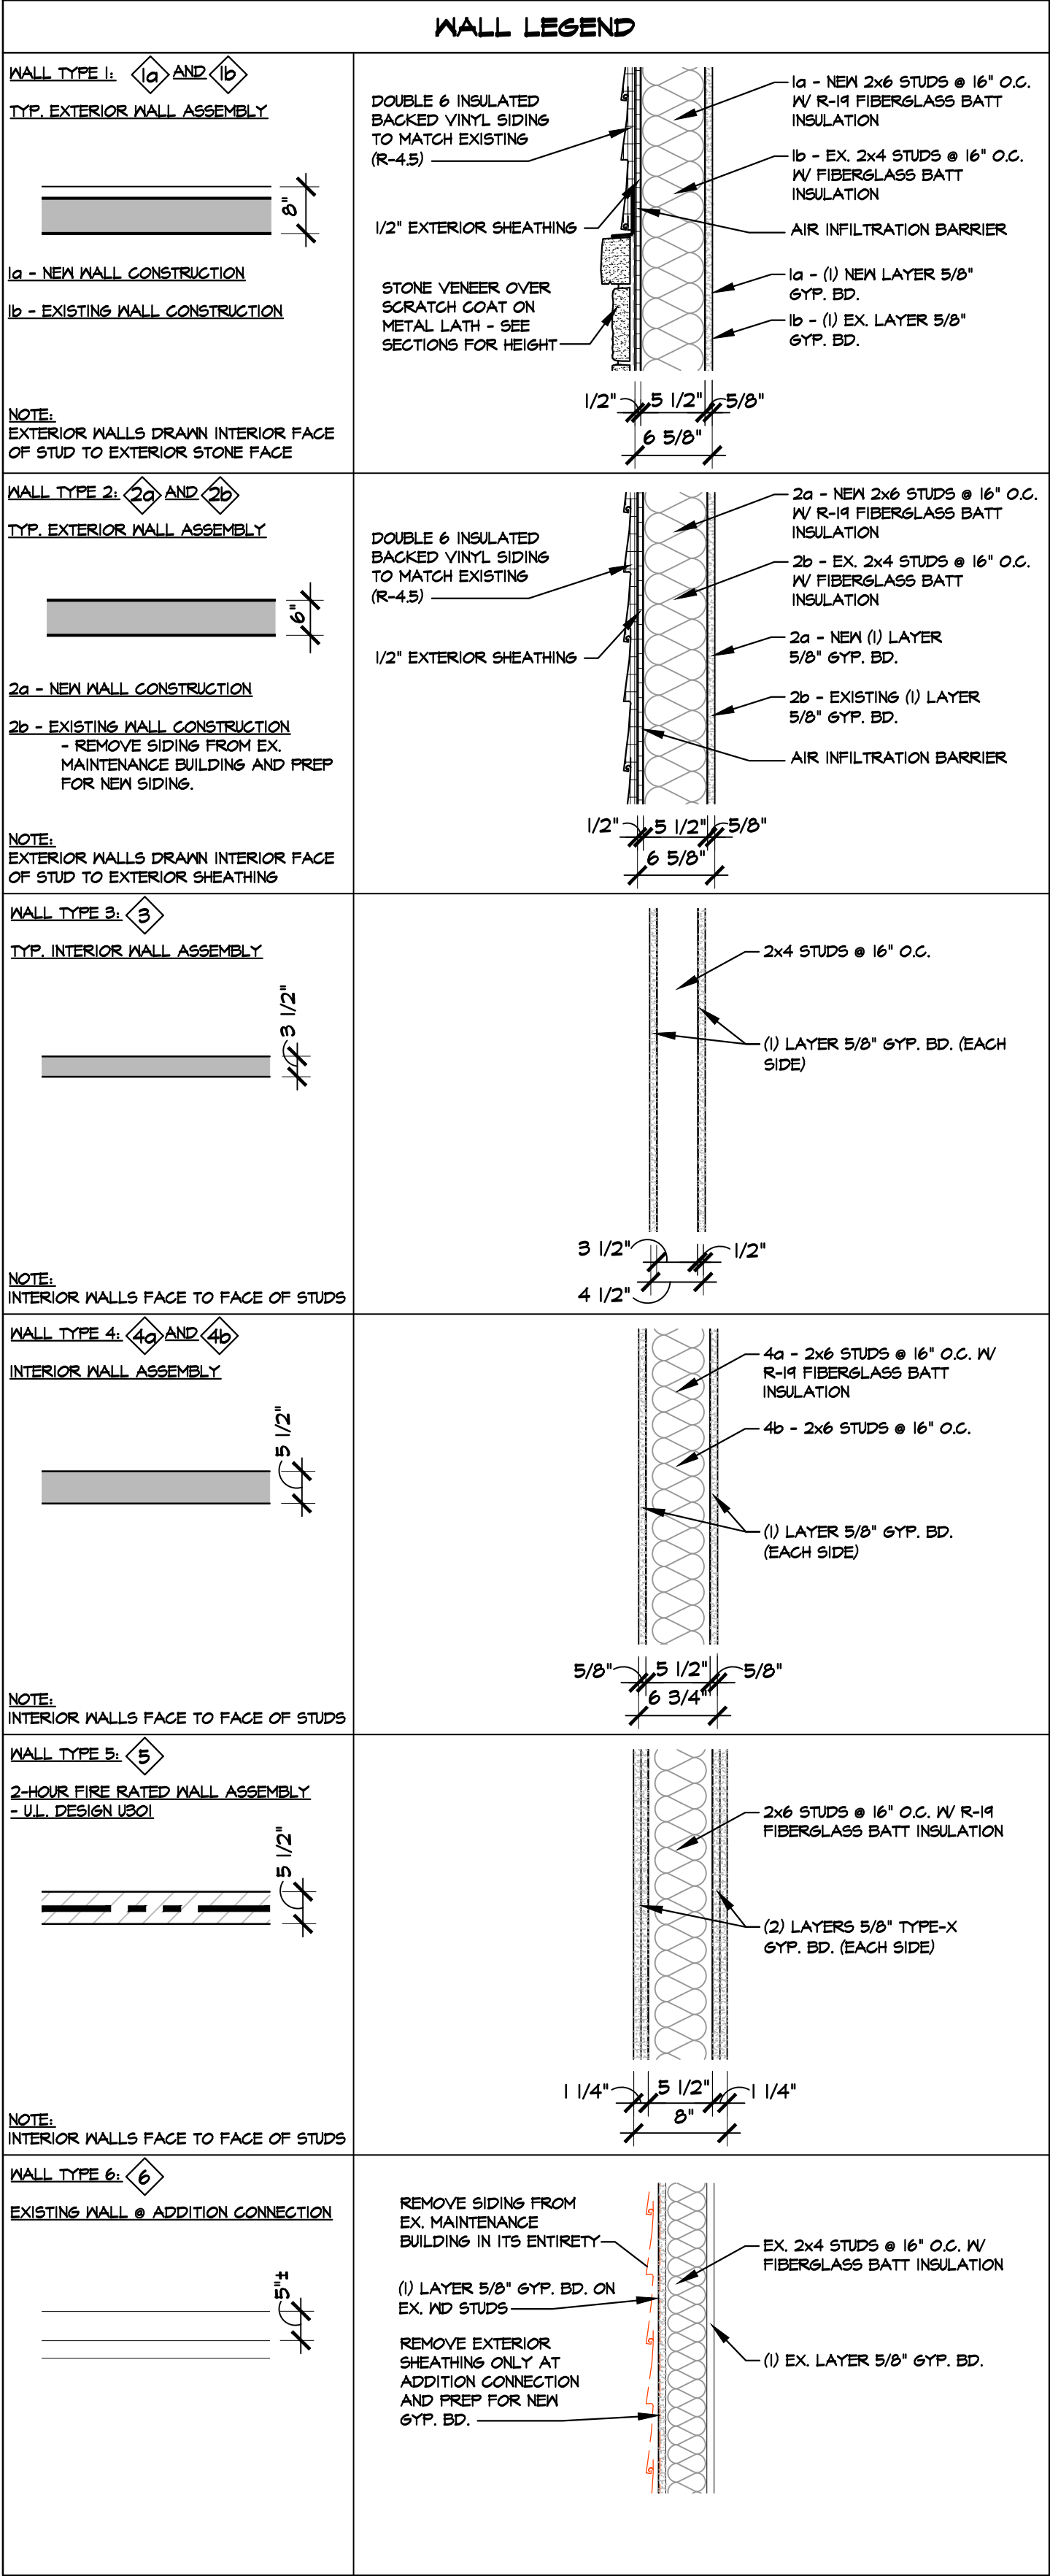 WALL LEGEND
WALL TYPE 1: 1a AND 1b
TYP. EXTERIOR WALL ASSEMBLY
8"
1a - NEW WALL CONSTRUCTION
1b - EXISTING WALL CONSTRUCTION
NOTE:
EXTERIOR WALLS DRAWN INTERIOR FACE
OF STUD TO EXTERIOR STONE FACE
DOUBLE 6 INSULATED
BACKED VINYL SIDING
TO MATCH EXISTING
(R-4.5)
1/2" EXTERIOR SHEATHING
STONE VENEER OVER
SCRATCH COAT ON
METAL LATH - SEE
SECTIONS FOR HEIGHT
1a - NEW 2x6 STUDS @ 16" O.C.
W/ R-19 FIBERGLASS BATT
INSULATION
1b - EX. 2x4 STUDS @ 16" O.C.
W/ FIBERGLASS BATT
INSULATION
AIR INFILTRATION BARRIER
1a - (1) NEW LAYER 5/8"
GYP. BD.
1b - (1) EX. LAYER 5/8"
GYP. BD.
1/2" 5 1/2" 5/8"
6 5/8"
WALL TYPE 2: 2a AND 2b
TYP. EXTERIOR WALL ASSEMBLY
6"
2a - NEW WALL CONSTRUCTION
2b - EXISTING WALL CONSTRUCTION
- REMOVE SIDING FROM EX.
MAINTENANCE BUILDING AND PREP
FOR NEW SIDING.
NOTE:
EXTERIOR WALLS DRAWN INTERIOR FACE
OF STUD TO EXTERIOR SHEATHING
DOUBLE 6 INSULATED
BACKED VINYL SIDING
TO MATCH EXISTING
(R-4.5)
1/2" EXTERIOR SHEATHING
2a - NEW 2x6 STUDS @ 16" O.C.
W/ R-19 FIBERGLASS BATT
INSULATION
2b - EX. 2x4 STUDS @ 16" O.C.
W/ FIBERGLASS BATT
INSULATION
2a - NEW (1) LAYER
5/8" GYP. BD.
2b - EXISTING (1) LAYER
5/8" GYP. BD.
AIR INFILTRATION BARRIER
1/2" 5 1/2" 5/8"
6 5/8"
WALL TYPE 3: 3
TYP. INTERIOR WALL ASSEMBLY
3 1/2"
NOTE:
INTERIOR WALLS FACE TO FACE OF STUDS
2x4 STUDS @ 16" O.C.
(1) LAYER 5/8" GYP. BD. (EACH
SIDE)
3 1/2" 1/2"
4 1/2"
WALL TYPE 4: 4a AND 4b
INTERIOR WALL ASSEMBLY
5 1/2"
NOTE:
INTERIOR WALLS FACE TO FACE OF STUDS
4a - 2x6 STUDS @ 16" O.C. W/
R-19 FIBERGLASS BATT
INSULATION
4b - 2x6 STUDS @ 16" O.C.
(1) LAYER 5/8" GYP. BD.
(EACH SIDE)
5/8" 5 1/2" 5/8"
6 3/4"
WALL TYPE 5: 5
2-HOUR FIRE RATED WALL ASSEMBLY
- U.L. DESIGN U301
5 1/2"
NOTE:
INTERIOR WALLS FACE TO FACE OF STUDS
2x6 STUDS @ 16" O.C. W/ R-19
FIBERGLASS BATT INSULATION
(2) LAYERS 5/8" TYPE-X
GYP. BD. (EACH SIDE)
1 1/4" 5 1/2" 1 1/4"
8"
WALL TYPE 6: 6
EXISTING WALL @ ADDITION CONNECTION
5"±
REMOVE SIDING FROM
EX. MAINTENANCE
BUILDING IN ITS ENTIRETY
(1) LAYER 5/8" GYP. BD. ON
EX. WD STUDS
REMOVE EXTERIOR
SHEATHING ONLY AT
ADDITION CONNECTION
AND PREP FOR NEW
GYP. BD.
EX. 2x4 STUDS @ 16" O.C. W/
FIBERGLASS BATT INSULATION
(1) EX. LAYER 5/8" GYP. BD.